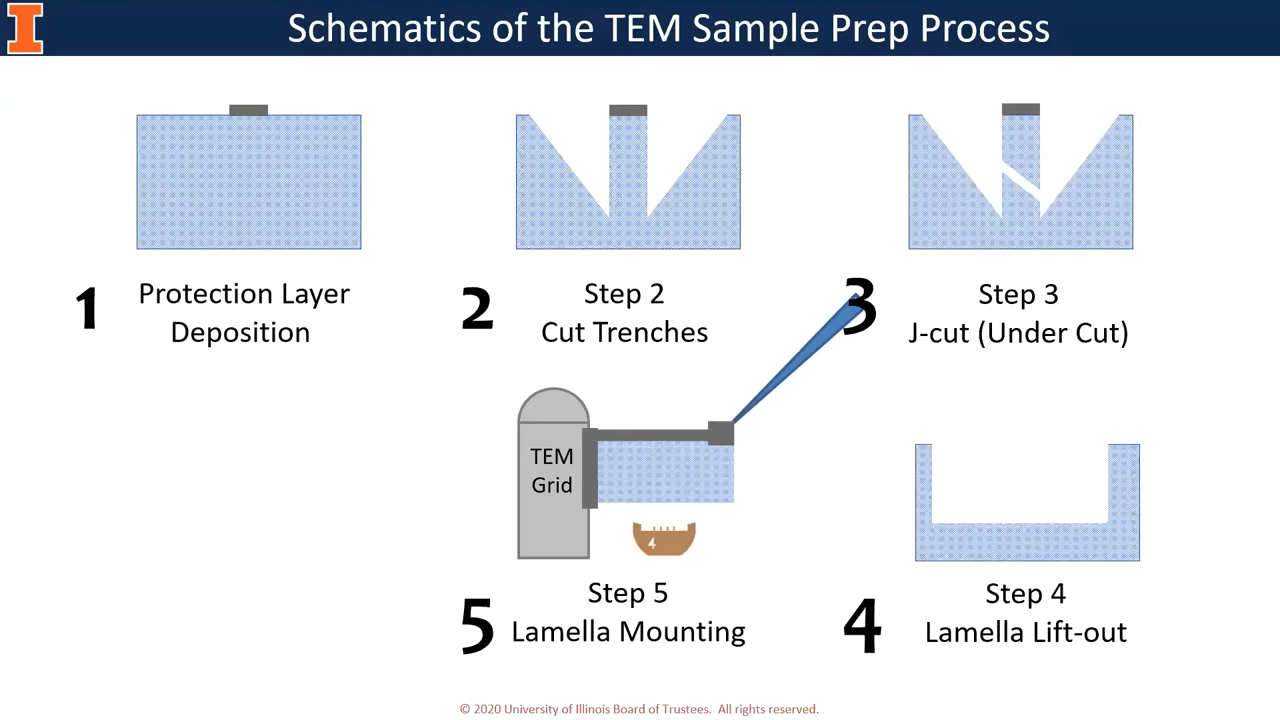 Schematics of the TEM Sample Prep Process
1
Protection Layer
Deposition
2
Step 2
Cut Trenches
3
Step 3
J-cut (Under Cut)
TEM
Grid
4
5
Step 5
Lamella Mounting
4
Step 4
Lamella Lift-out
© 2020 University of Illinois Board of Trustees. All rights reserved.